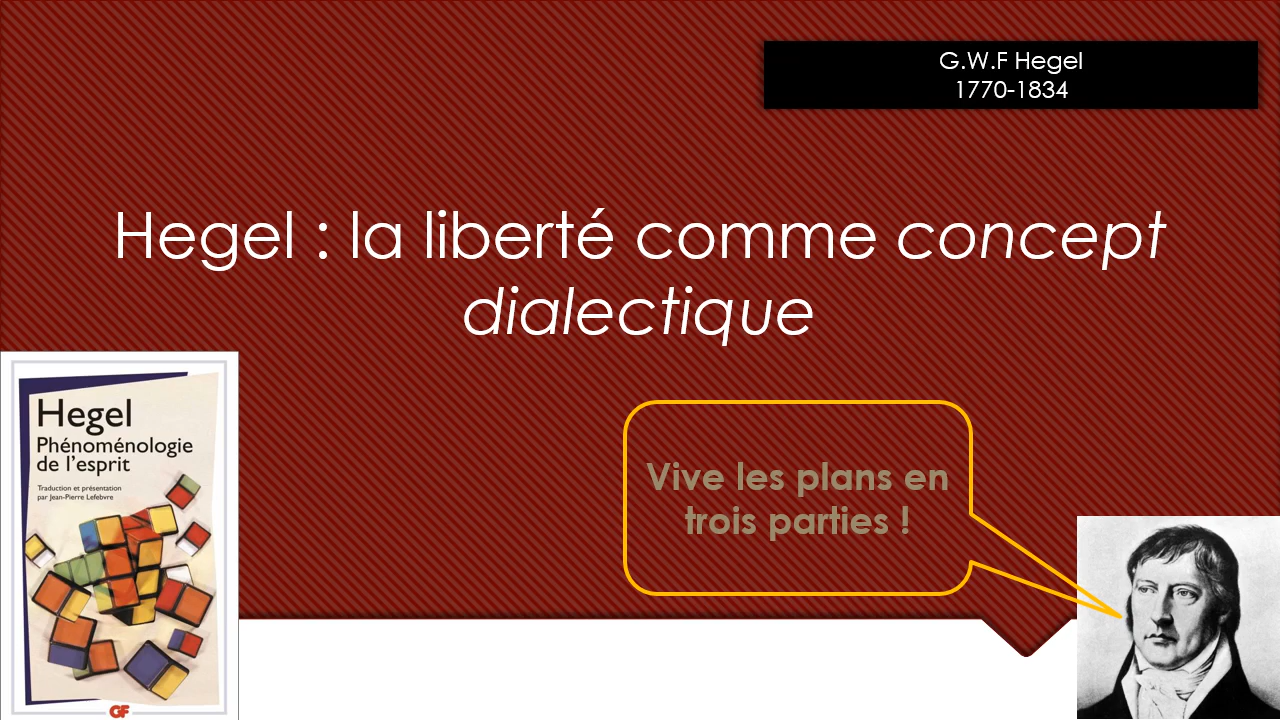 G.W.F Hegel
1770-1834
Hegel : la liberté comme concept
dialectique
Hegel
Phénoménologie
de l'esprit
Traduction et présentation
par Jean-Pierre Lefebvre
GF
Vive les plans en
trois parties !